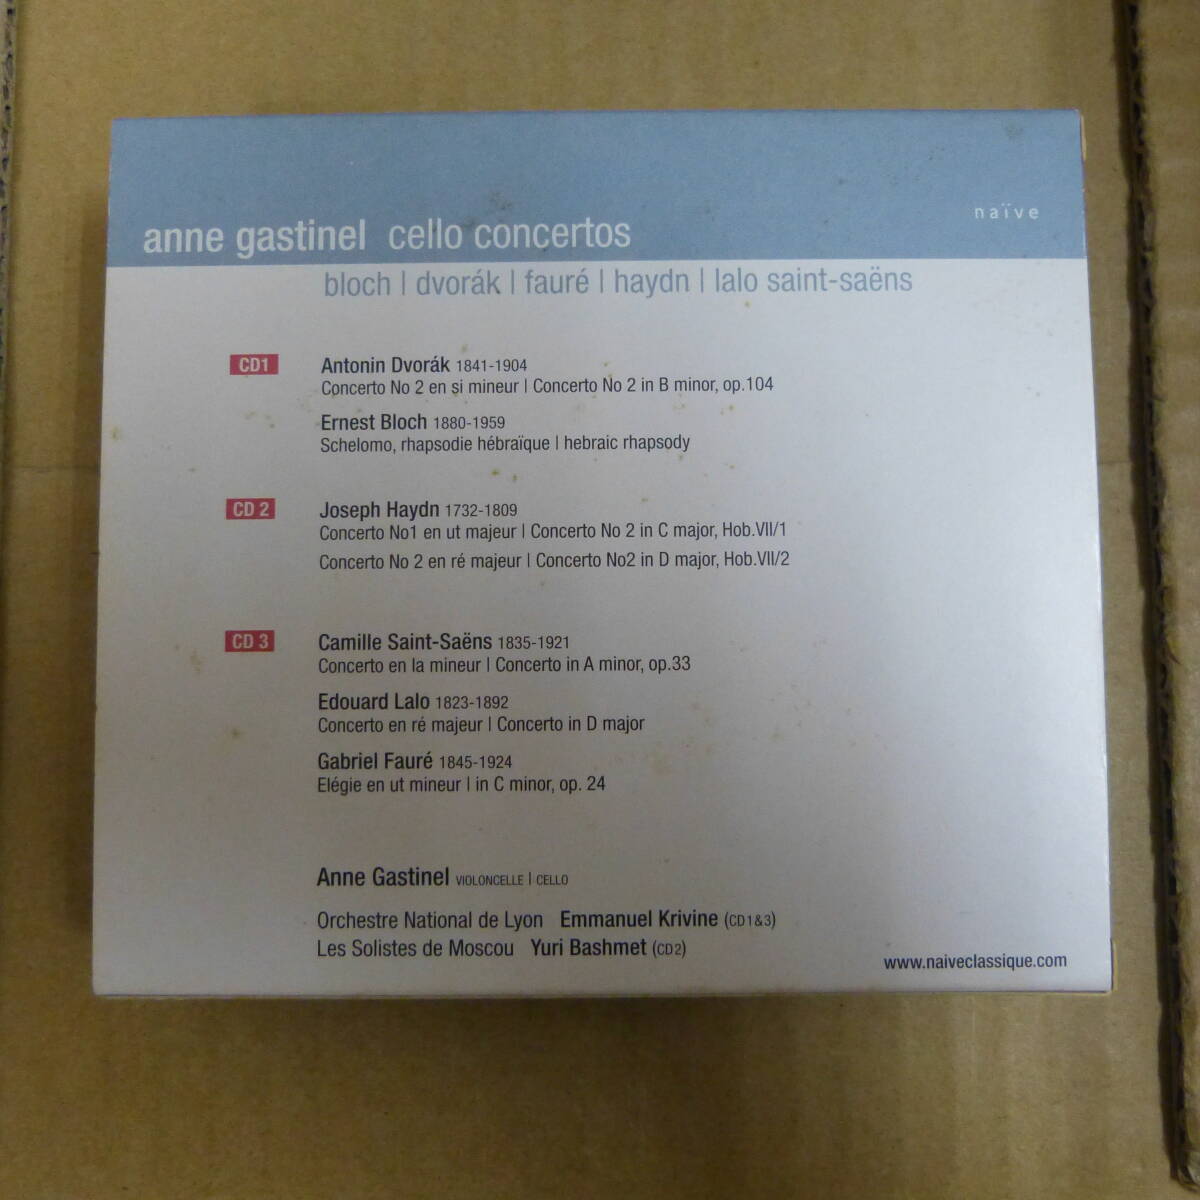 naïve
anne gastinel cello concertos
bloch | dvorák | fauré | haydn | lalo saint-saëns
CD1
Antonin Dvorák 1841-1904
Concerto No 2 en si mineur | Concerto No 2 in B minor, op.104
Ernest Bloch 1880-1959
Schelomo, rhapsodie hébraïque | hebraic rhapsody
CD 2
Joseph Haydn 1732-1809
Concerto No1 en ut majeur | Concerto No 2 in C major, Hob.VII/1
Concerto No 2 en ré majeur | Concerto No2 in D major, Hob.VII/2
CD 3
Camille Saint-Saëns 1835-1921
Concerto en la mineur | Concerto in A minor, op.33
Edouard Lalo 1823-1892
Concerto en ré majeur | Concerto in D major
Gabriel Fauré 1845-1924
Elégie en ut mineur | in C minor, op. 24
Anne Gastinel VIOLONCELLE | CELLO
Orchestre National de Lyon Emmanuel Krivine (CD1&3)
Les Solistes de Moscou Yuri Bashmet (CD2)
www.naiveclassique.com